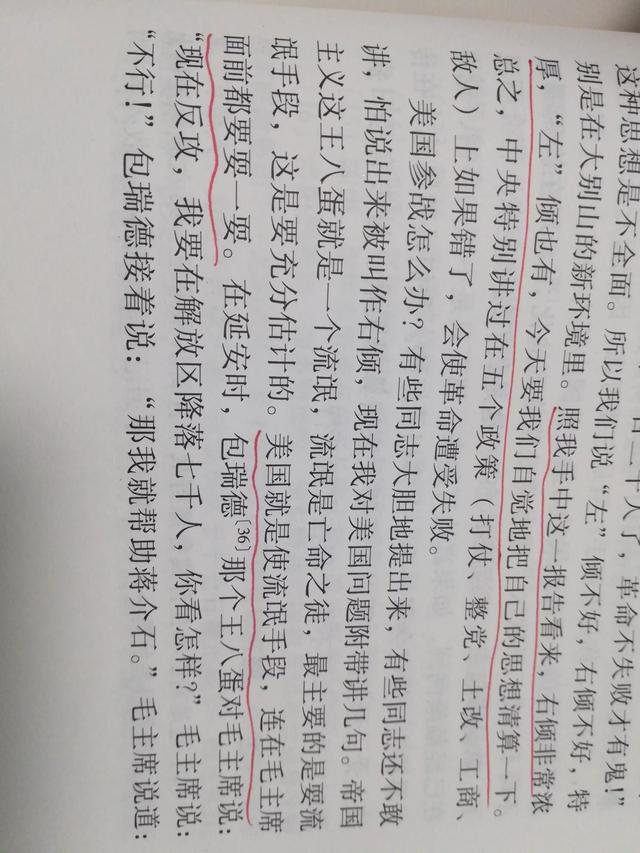 十人了，革命不失败才有鬼！”
这种思想是不全面。所以我们说“左”倾不好，右倾不好，特
别是在大别山的新环境里。照我手中这一报告看来，右倾非常浓
厚，“左”倾也有，今天要我们自觉地把自己的思想清算一下。
总之，中央特别讲过在五个政策（打仗、整党、土改、工商、
敌人）上如果错了，会使革命遭受失败。
美国参战怎么办？有些同志大胆地提出来，有些同志还不敢
讲，怕说出来被叫作右倾，现在我对美国问题附带讲几句。帝国
主义这王八蛋就是一个流氓，流氓是亡命之徒，最主要的是要流
氓手段，这是要充分估计的。美国就是使流氓手段，连在毛主席
面前都要耍一耍。在延安时，包瑞德[36]那个王八蛋对毛主席说：
“现在反攻，我要在解放区降落七千人，你看怎样？”毛主席说：
“不行！”包瑞德接着说：“那我就帮助蒋介石。”毛主席说道：